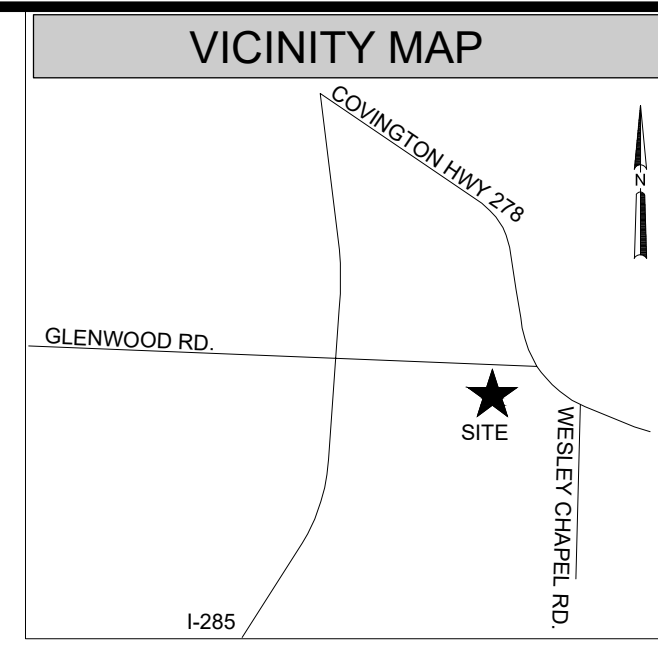 VICINITY MAP
COVINGTON HWY 278
N
GLENWOOD RD.
SITE
WESLEY CHAPEL RD.
I-285